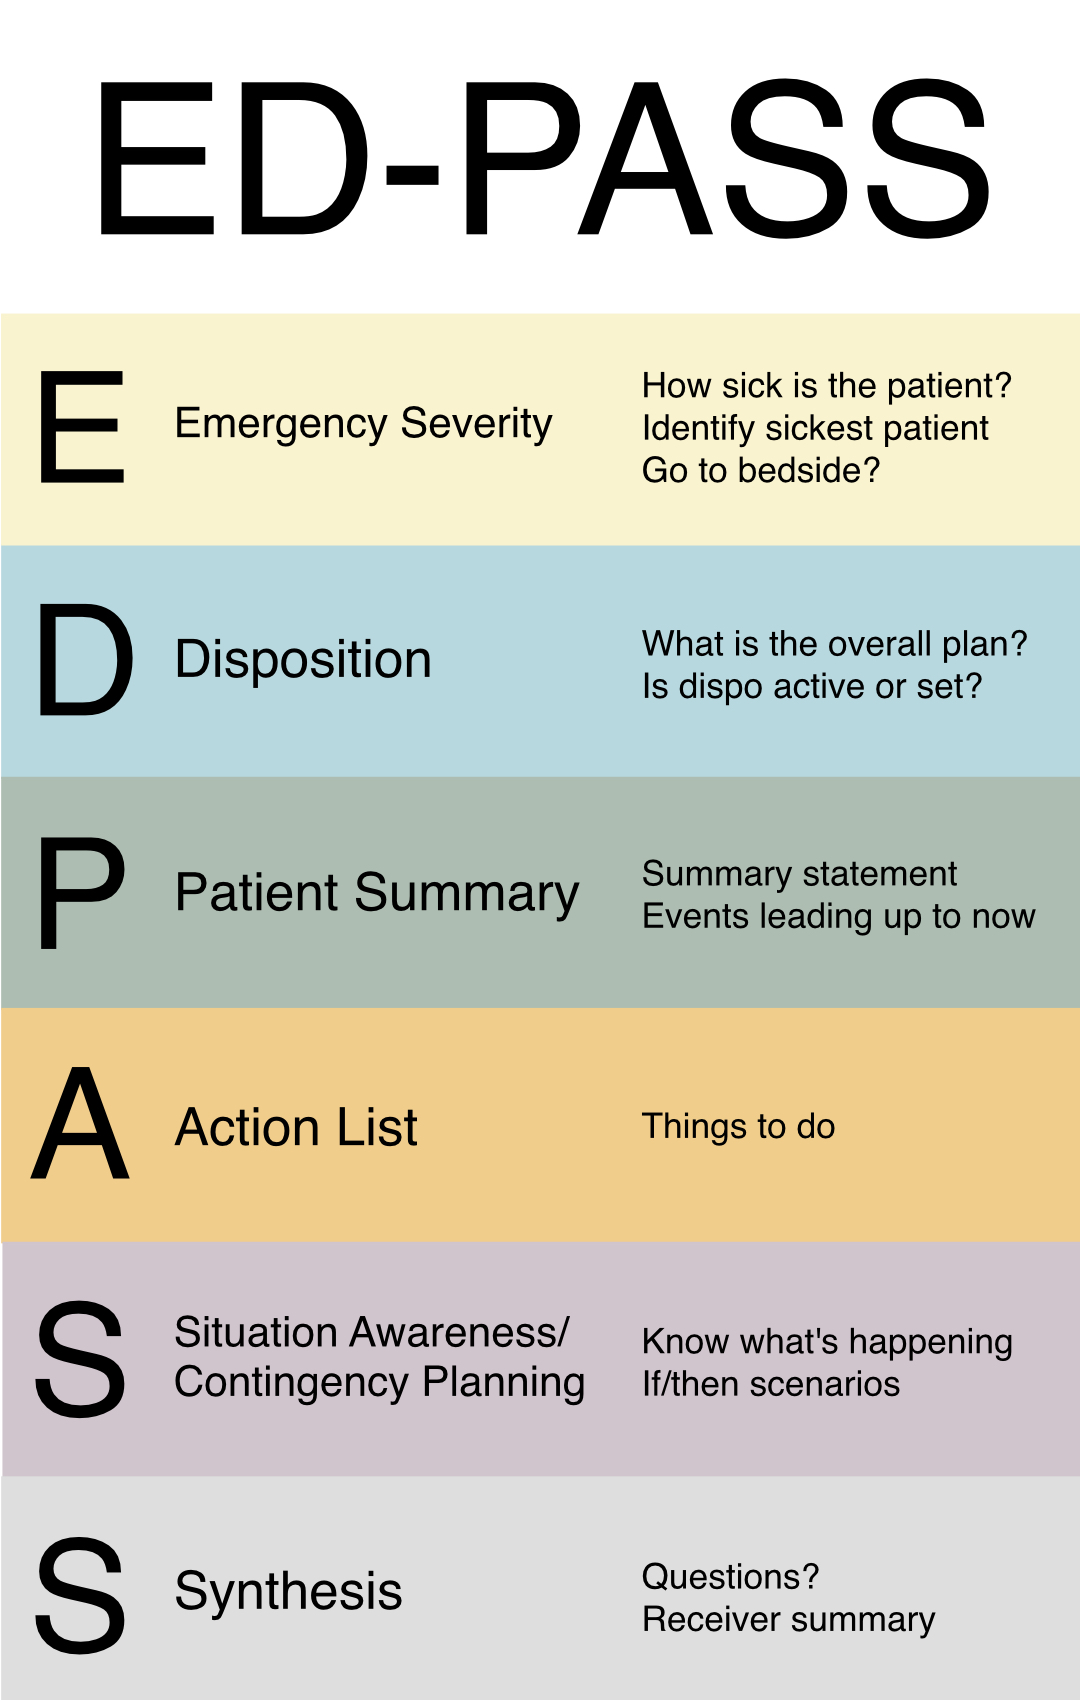 ED-PASS
E
Emergency Severity
How sick is the patient?
Identify sickest patient
Go to bedside?
D
Disposition
What is the overall plan?
Is dispo active or set?
P
Patient Summary
Summary statement
Events leading up to now
A
Action List
Things to do
S
Situation Awareness/
Contingency Planning
Know what's happening
If/then scenarios
S
Synthesis
Questions?
Receiver summary